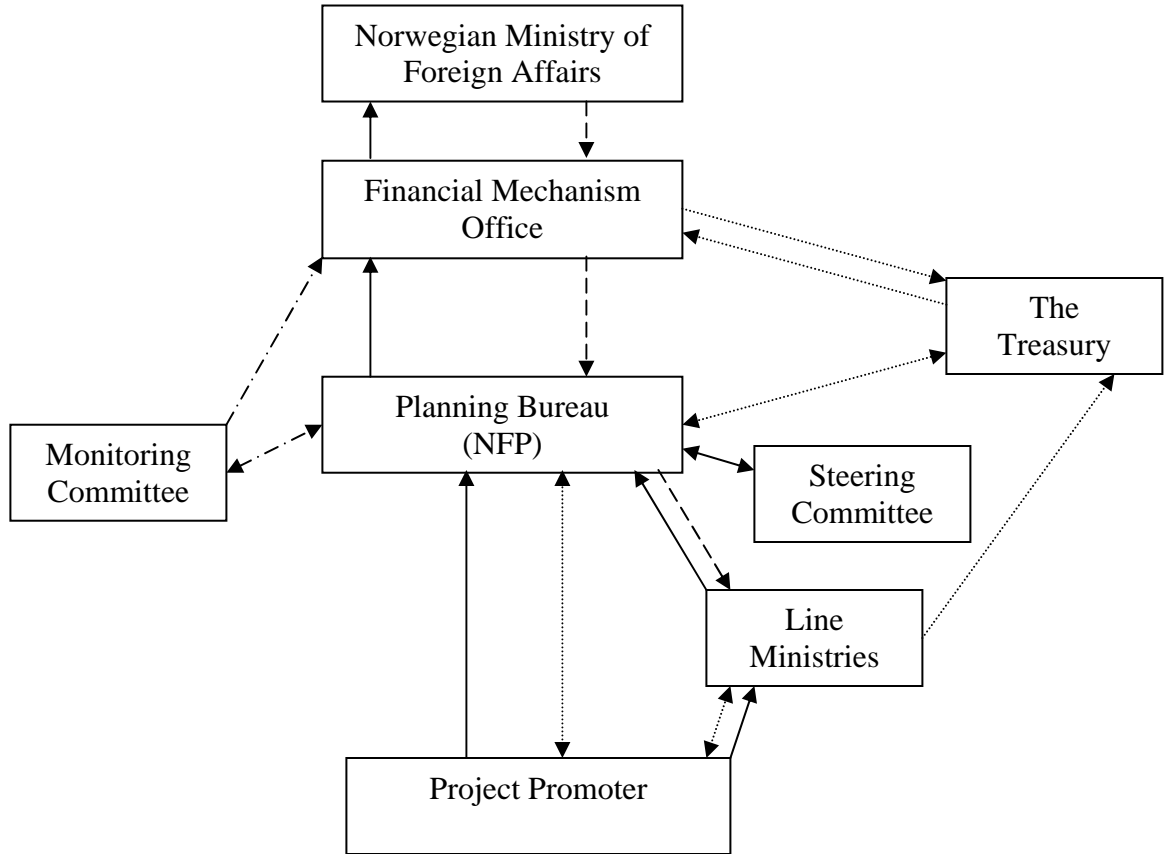 Norwegian Ministry of
Foreign Affairs
Financial Mechanism
Office
The
Treasury
Planning Bureau
(NFP)
Monitoring
Committee
Steering
Committee
Line
Ministries
Project Promoter